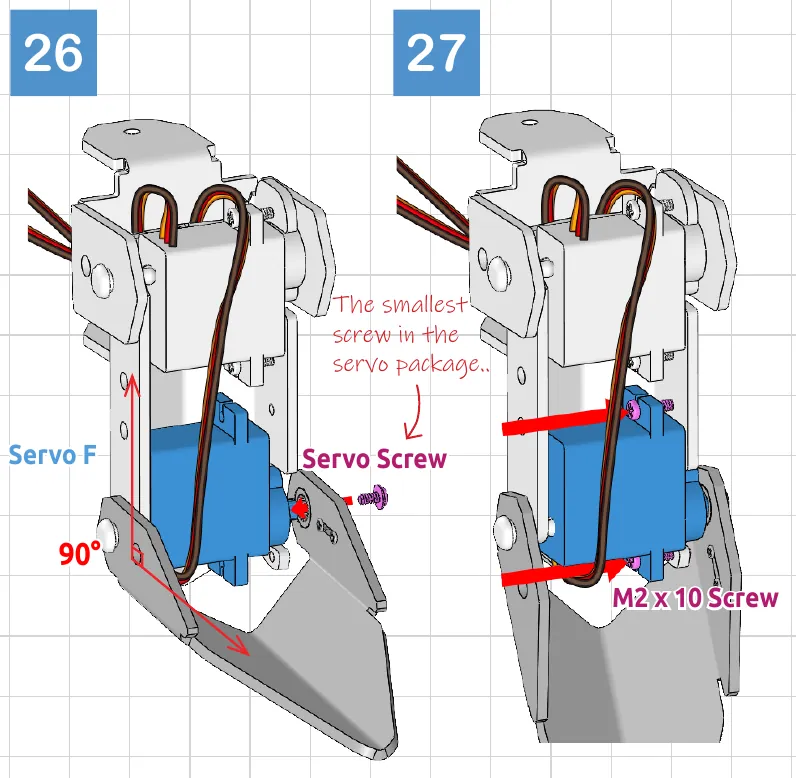 26
27
The smallest
screw in the
servo package..
Servo F
Servo Screw
90°
M2 x 10 Screw